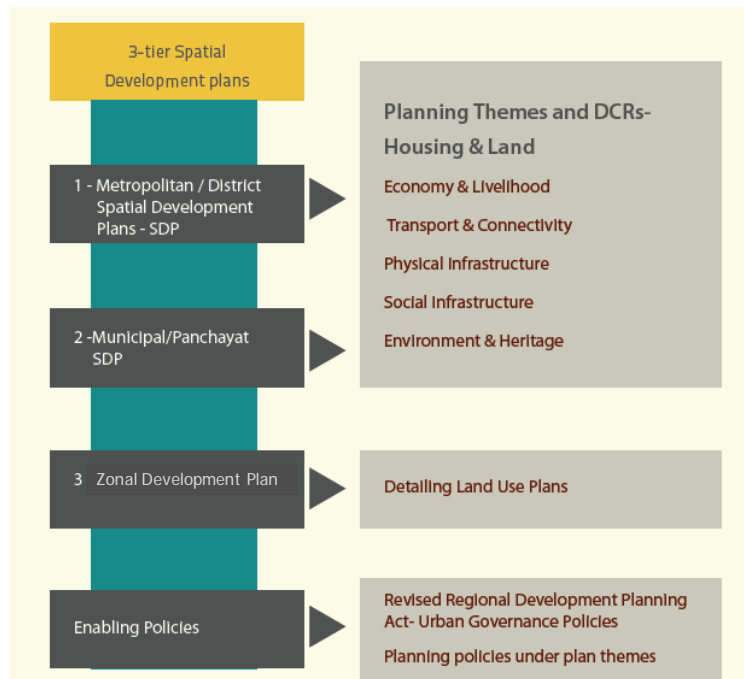 3-tier Spatial
Development plans
1 - Metropolitan / District
Spatial Development
Plans - SDP
Planning Themes and DCRs-
Housing & Land
Economy & Livelihood
Transport & Connectivity
Physical Infrastructure
Social Infrastructure
Environment & Heritage
2 -Municipal/Panchayat
SDP
3 Zonal Development Plan
Detailing Land Use Plans
Enabling Policies
Revised Regional Development Planning
Act- Urban Governance Policies
Planning policies under plan themes